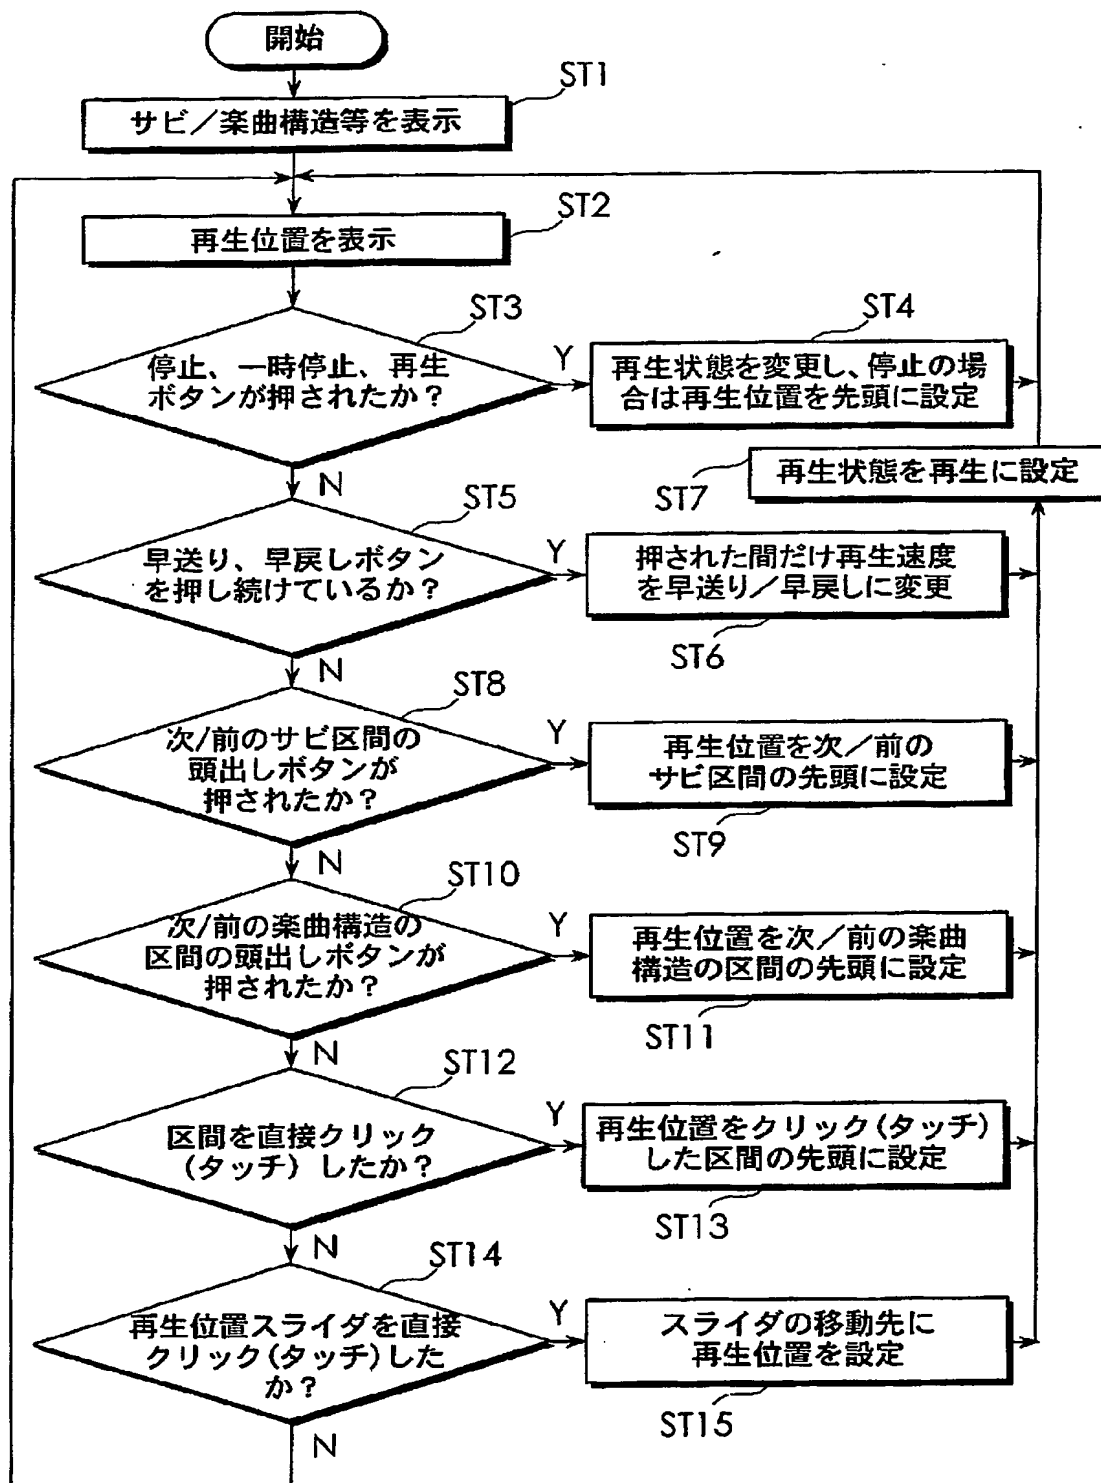 開始
ST1
サビ／楽曲構造等を表示
ST2
再生位置を表示
ST3
停止、一時停止、再生
ボタンが押されたか？
Y
ST4
再生状態を変更し、停止の場
合は再生位置を先頭に設定
N
ST7
再生状態を再生に設定
ST5
早送り、早戻しボタン
を押し続けているか？
Y
押された間だけ再生速度
を早送り／早戻しに変更
ST6
N
ST8
次/前のサビ区間の
頭出しボタンが
押されたか？
Y
再生位置を次／前の
サビ区間の先頭に設定
ST9
N
ST10
次/前の楽曲構造の
区間の頭出しボタンが
押されたか？
Y
再生位置を次／前の楽曲
構造の区間の先頭に設定
ST11
N
ST12
区間を直接クリック
（タッチ）したか？
Y
再生位置をクリック（タッチ）
した区間の先頭に設定
ST13
N
ST14
再生位置スライダを直接
クリック（タッチ）した
か？
Y
スライダの移動先に
再生位置を設定
ST15
N